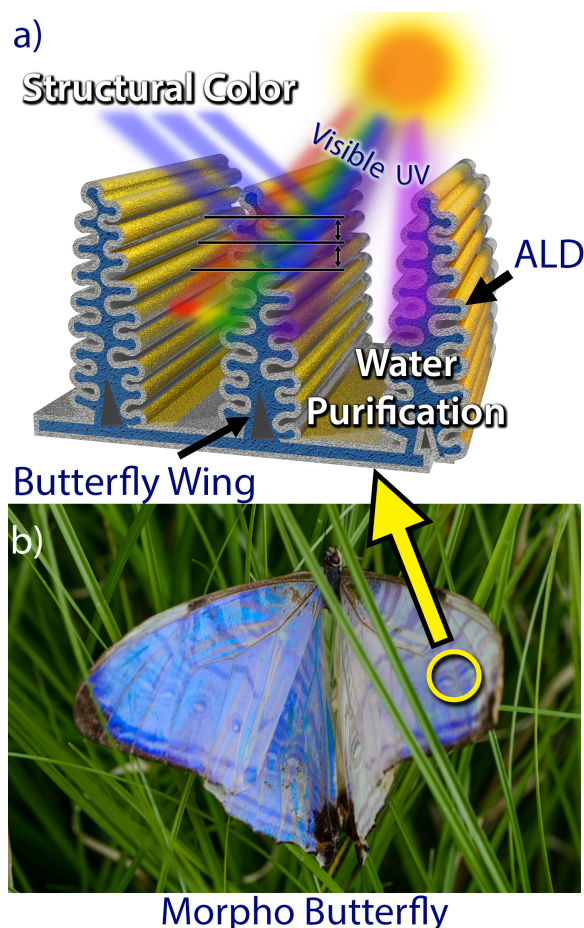 a)
Structural Color
Visible UV
ALD
Water
Purification
Butterfly Wing
b)
Morpho Butterfly